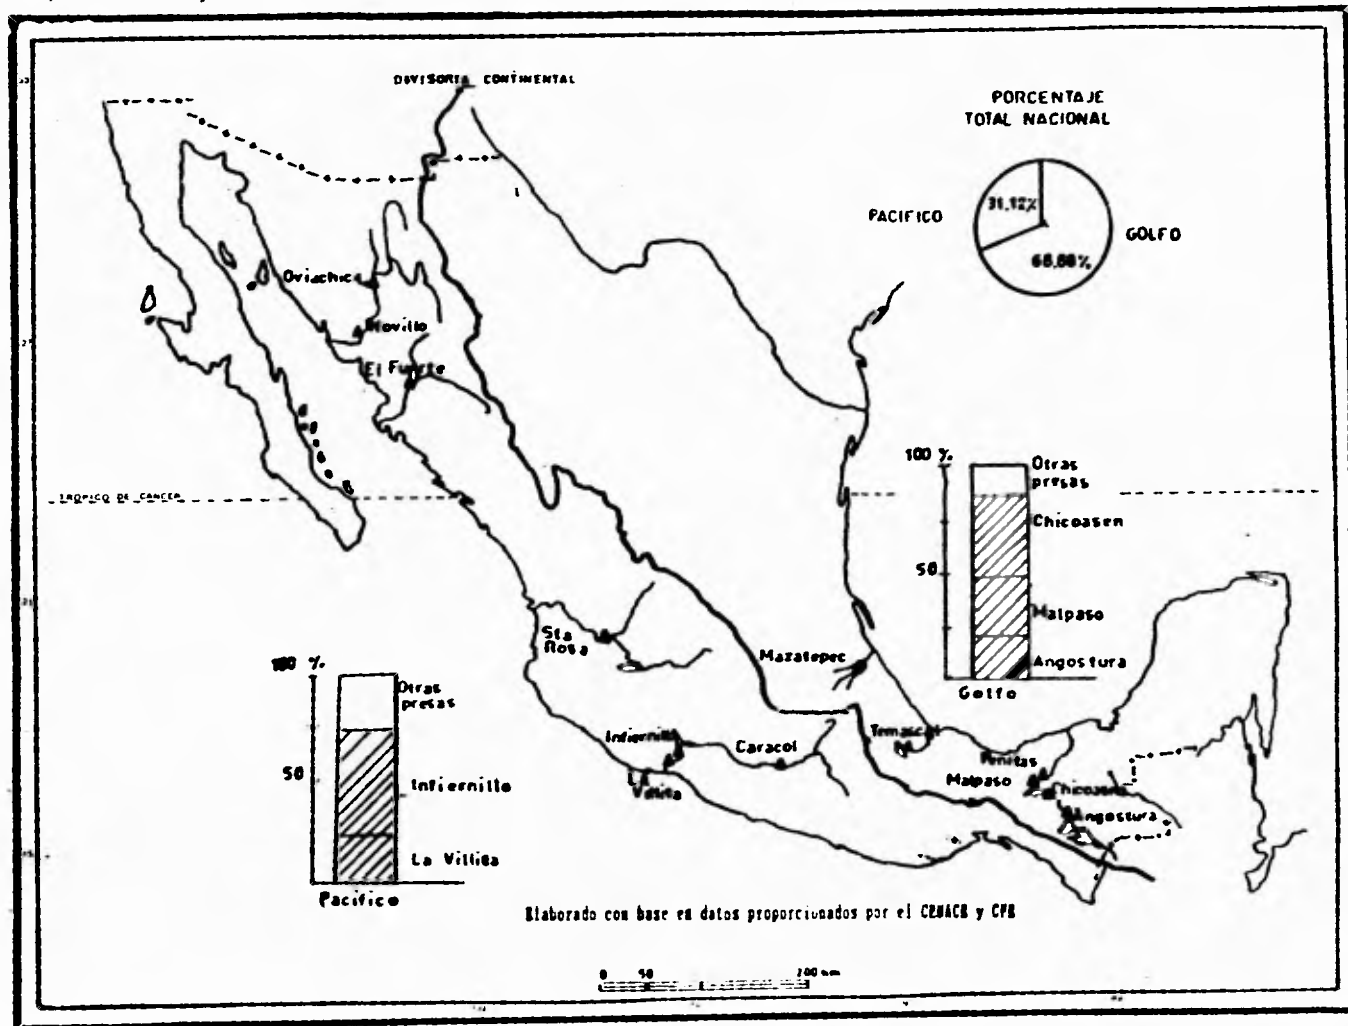 DIVISORIA CONTINENTAL
PORCENTAJE
TOTAL NACIONAL
PACIFICO
31,12%
GOLFO
68,88%
Oviachic
Novillo
El Fuerte
TROPICO DE CANCER
100 %
Otras
presas
Chicoasen
50
Malpaso
Angostura
Golfo
Sta
Rosa
Mazatepec
100 %
Otras
presas
50
Infiernillo
La Villita
Pacifico
Infiernillo
Caracol
La
Villita
Temascal
Penitas
Malpaso
Chicoasen
Angostura
Elaborado con base en datos proporcionados por el CENACE y CFE
0 50 200 km